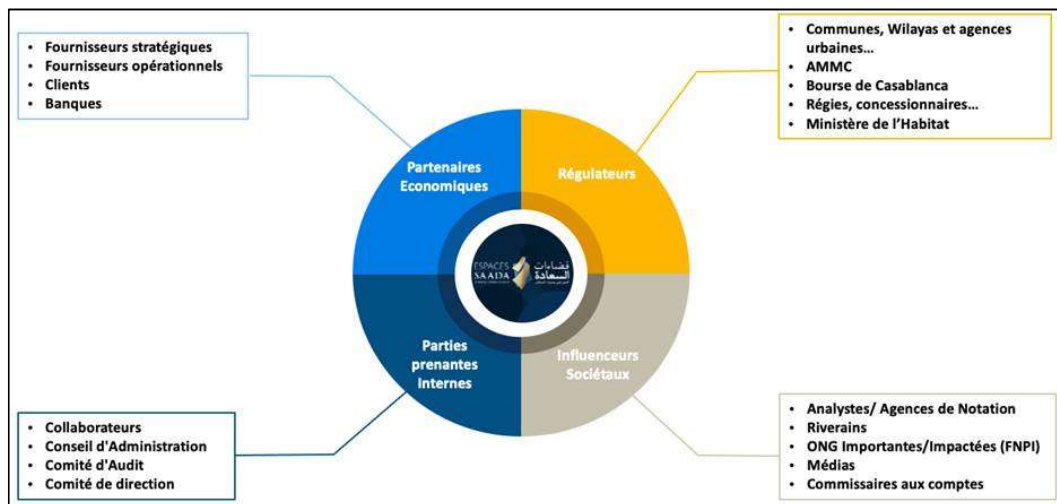 Fournisseurs stratégiques
Fournisseurs opérationnels
Clients
Banques
Communes, Wilayas et agences
urbaines…
AMMC
Bourse de Casablanca
Régies, concessionnaires…
Ministère de l'Habitat
Partenaires
Economiques
Régulateurs
ESPACES
SAADA
فضاءات
السعادة
Parties
prenantes
Internes
Influenceurs
Sociétaux
Collaborateurs
Conseil d'Administration
Comité d'Audit
Comité de direction
Analystes/ Agences de Notation
Riverains
ONG Importantes/Impactées (FNPI)
Médias
Commissaires aux comptes